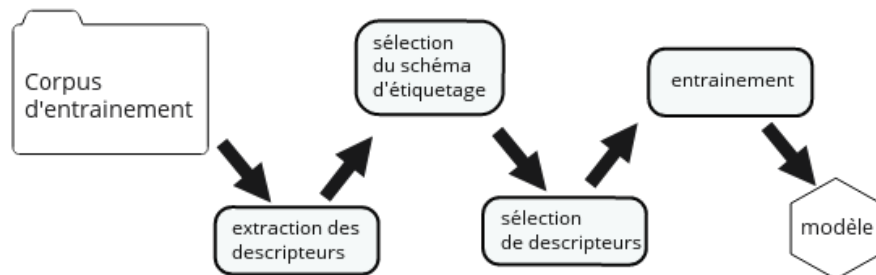 Corpus
d'entrainement
extraction des
descripteurs
sélection
du schéma
d'étiquetage
sélection
de descripteurs
entrainement
modèle